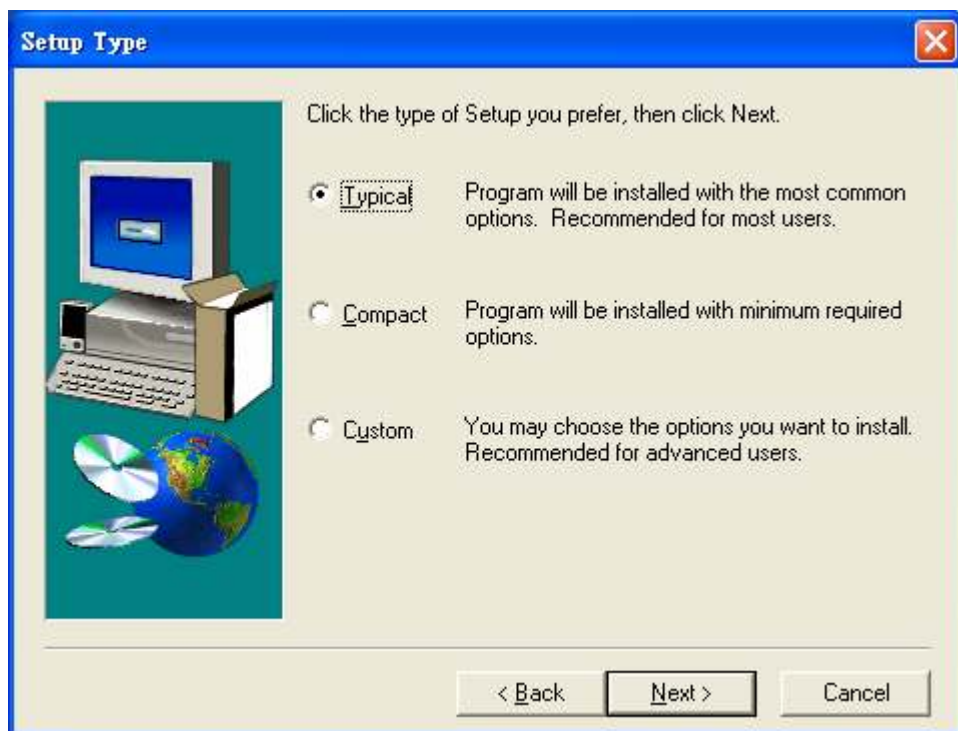 Setup Type
Click the type of Setup you prefer, then click Next.
Typical Program will be installed with the most common
options. Recommended for most users.
Compact Program will be installed with minimum required
options.
Custom You may choose the options you want to install.
Recommended for advanced users.
< Back Next > Cancel